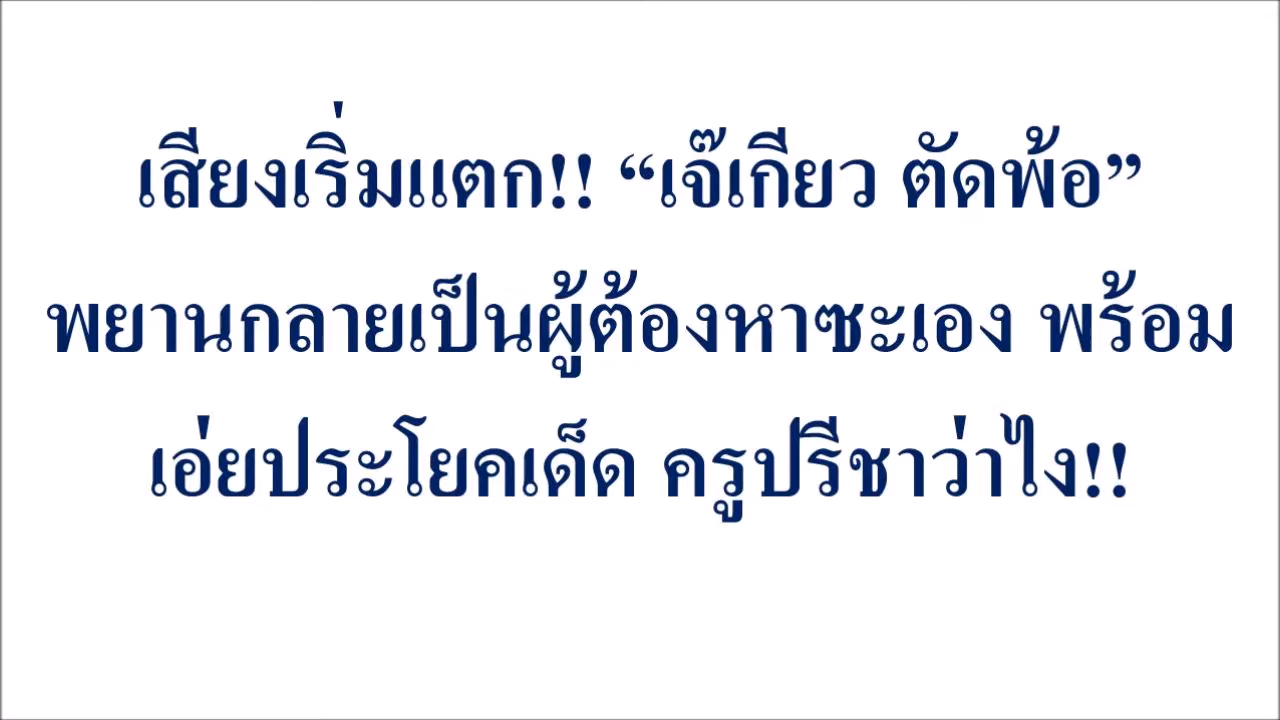 เสียงเริ่มแตก!! “เจ๊เกียว ตัดพ้อ”
พยานกลายเป็นผู้ต้องหาซะเอง พร้อม
เอ่ยประโยคเด็ด ครูปรีชาว่าไง!!